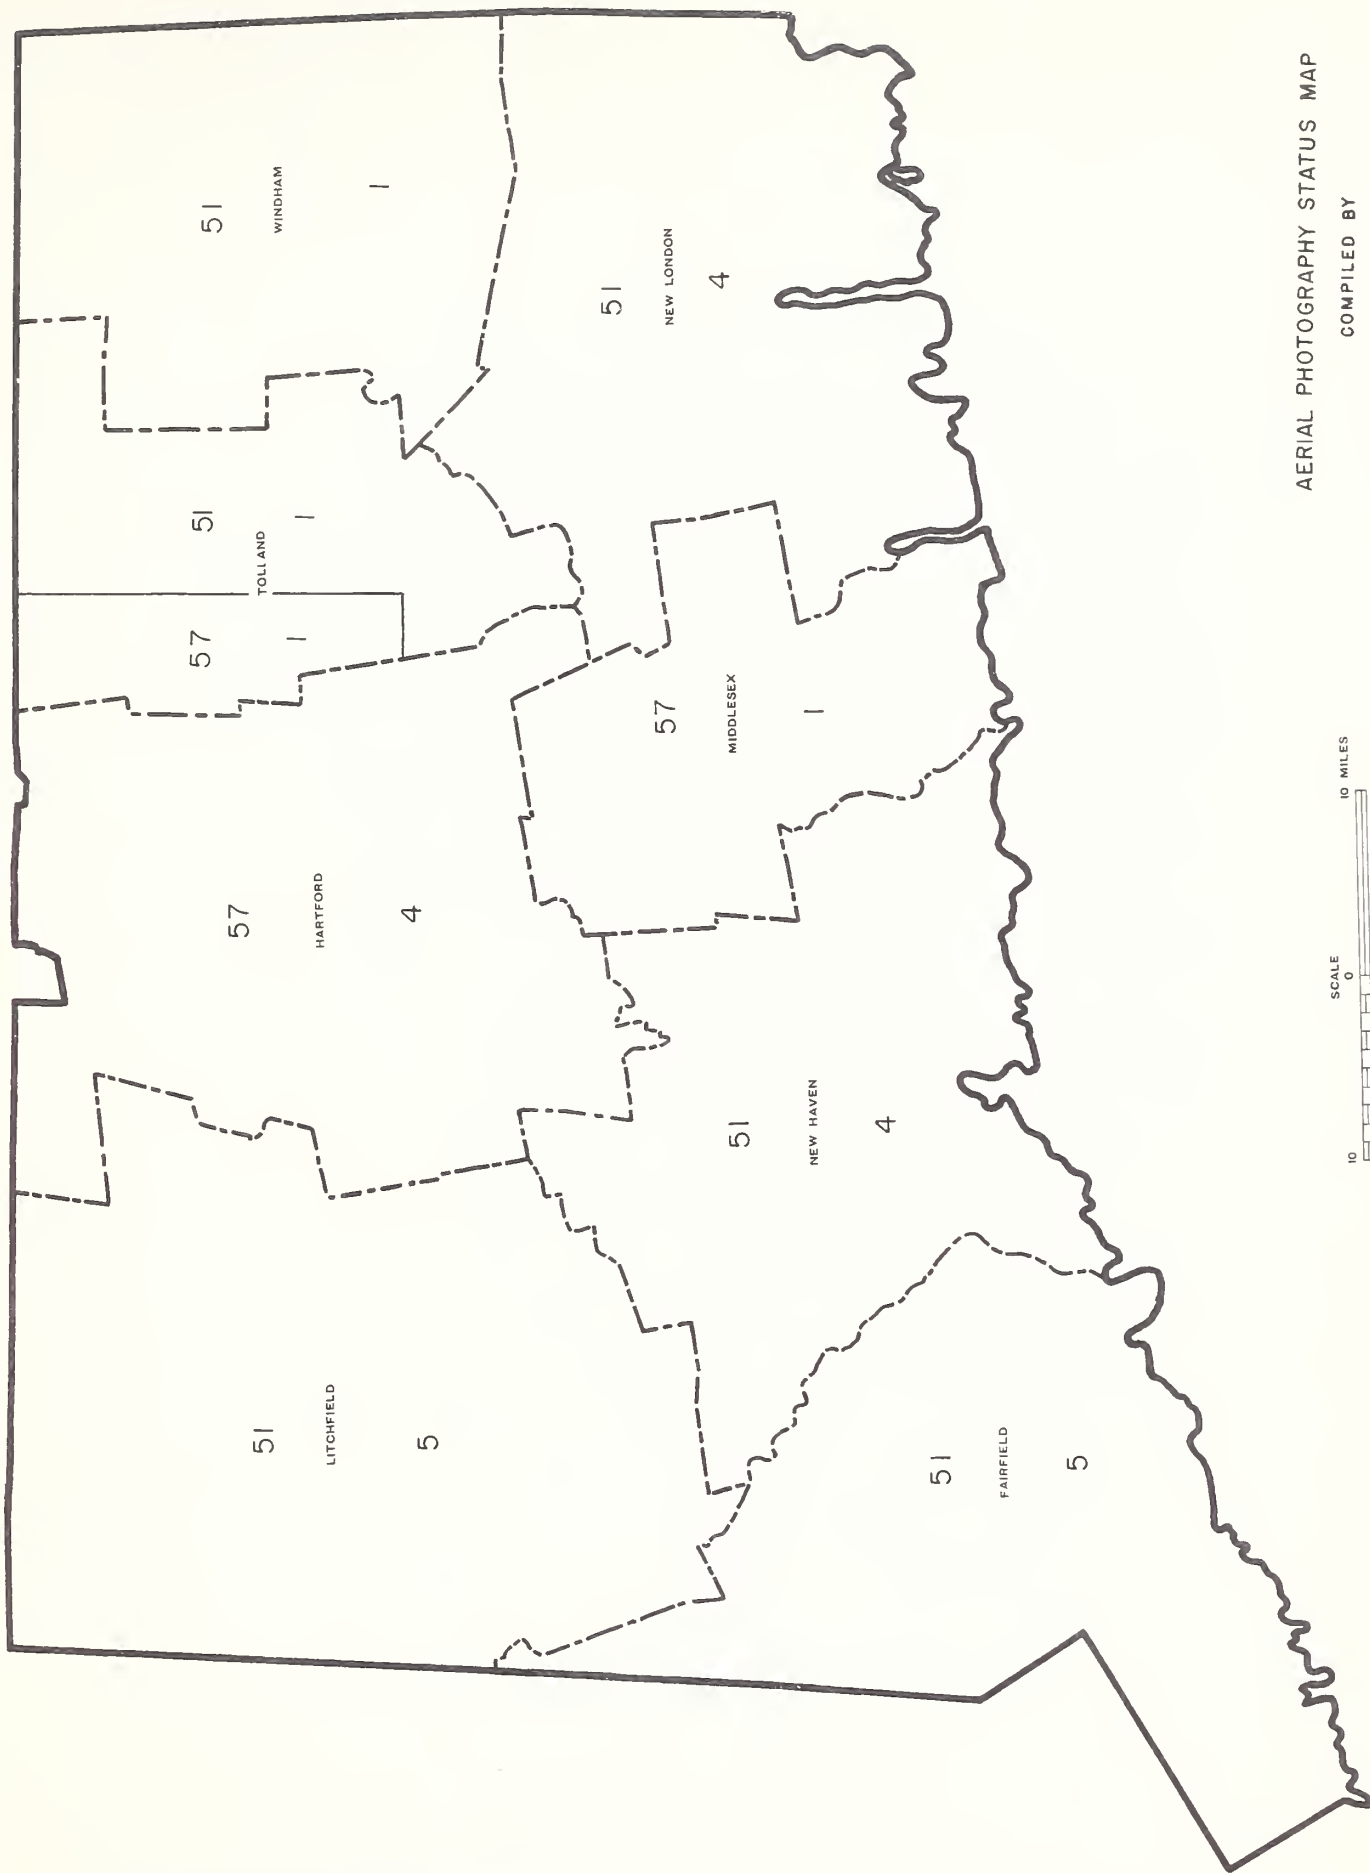 51
LITCHFIELD
5
57
HARTFORD
4
57
1
51
TOLLAND
1
51
WINDHAM
1
51
FAIRFIELD
5
51
NEW HAVEN
4
57
MIDDLESEX
1
51
NEW LONDON
4
SCALE
10 0 10 MILES
AERIAL PHOTOGRAPHY STATUS MAP
COMPILED BY